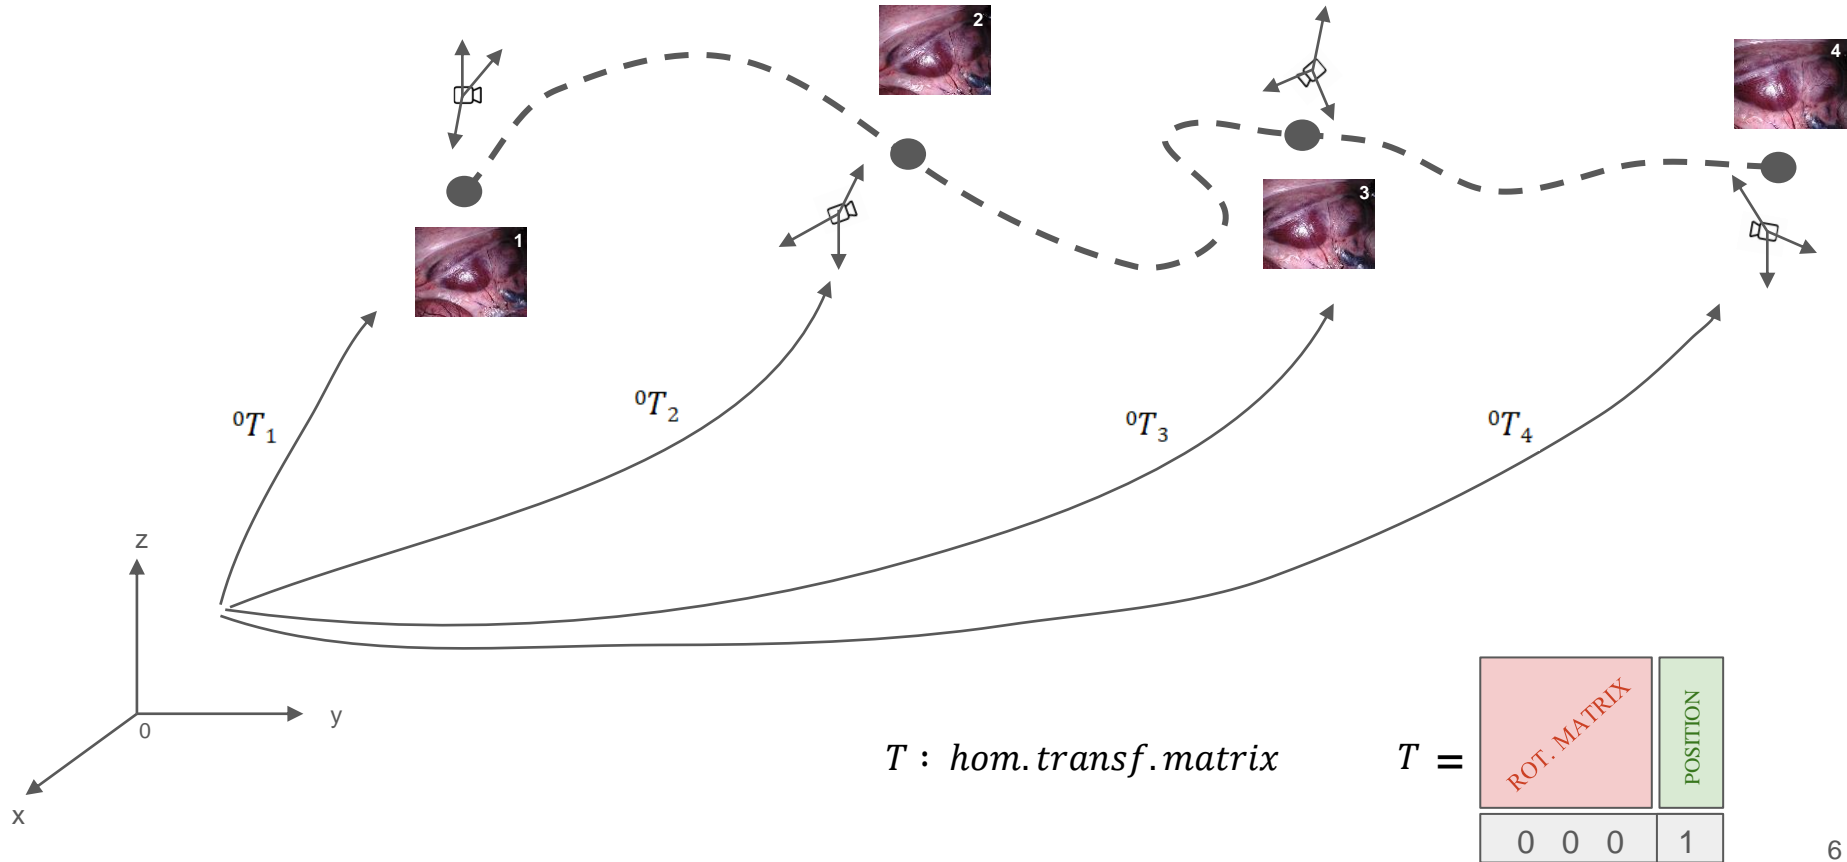 2
4
1
3
⁰T₁
⁰T₂
⁰T₃
⁰T₄
z
y
0
x
T : hom.transf.matrix
T =
ROT. MATRIX
POSITION
0 0 0 1
6